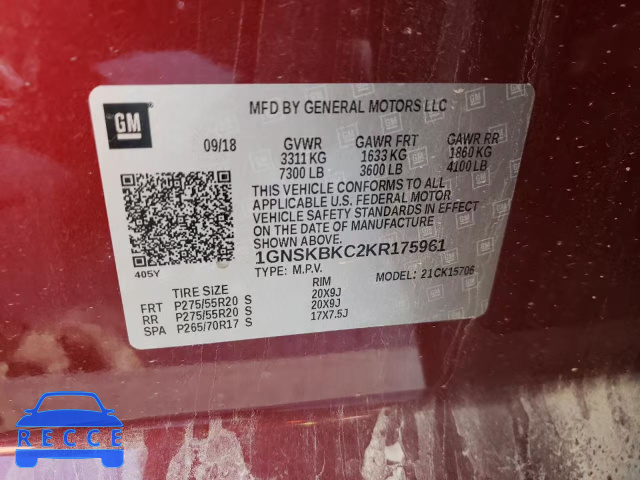 GM
MFD BY GENERAL MOTORS LLC
09/18 GVWR GAWR FRT GAWR RR
3311 KG 1633 KG 1860 KG
7300 LB 3600 LB 4100 LB
THIS VEHICLE CONFORMS TO ALL
APPLICABLE U.S. FEDERAL MOTOR
VEHICLE SAFETY STANDARDS IN EFFECT
ON THE DATE OF MANUFACTURE
SHOWN ABOVE.
1GNSKBKC2KR175961
405Y
TYPE: M.P.V. MODEL: 21CK15706
TIRE SIZE RIM
FRT P275/55R20 S 20X9J
RR P275/55R20 S 20X9J
SPA P265/70R17 S 17X7.5J
RECCE